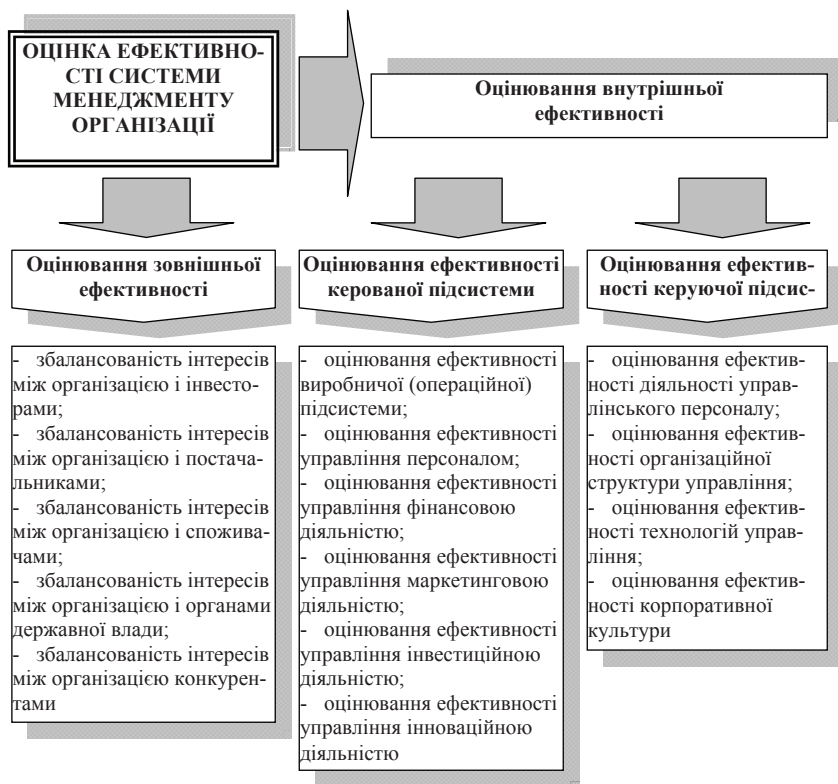 ОЦІНКА ЕФЕКТИВНО-
СТІ СИСТЕМИ
МЕНЕДЖМЕНТУ
ОРГАНІЗАЦІЇ
Оцінювання внутрішньої
ефективності
Оцінювання зовнішньої
ефективності
Оцінювання ефективності
керованої підсистеми
Оцінювання ефектив-
ності керуючої підсис-
- збалансованість інтересів
між організацією і інвесто-
рами;
- збалансованість інтересів
між організацією і постача-
льниками;
- збалансованість інтересів
між організацією і спожива-
чами;
- збалансованість інтересів
між організацією і органами
державної влади;
- збалансованість інтересів
між організацією конкурен-
тами
- оцінювання ефективності
виробничої (операційної)
підсистеми;
- оцінювання ефективності
управління персоналом;
- оцінювання ефективності
управління фінансовою
діяльністю;
- оцінювання ефективності
управління маркетинговою
діяльністю;
- оцінювання ефективності
управління інвестиційною
діяльністю;
- оцінювання ефективності
управління інноваційною
діяльністю
- оцінювання ефектив-
ності діяльності управ-
лінського персоналу;
- оцінювання ефектив-
ності організаційної
структури управління;
- оцінювання ефектив-
ності технологій управ-
ління;
- оцінювання ефектив-
ності корпоративної
культури